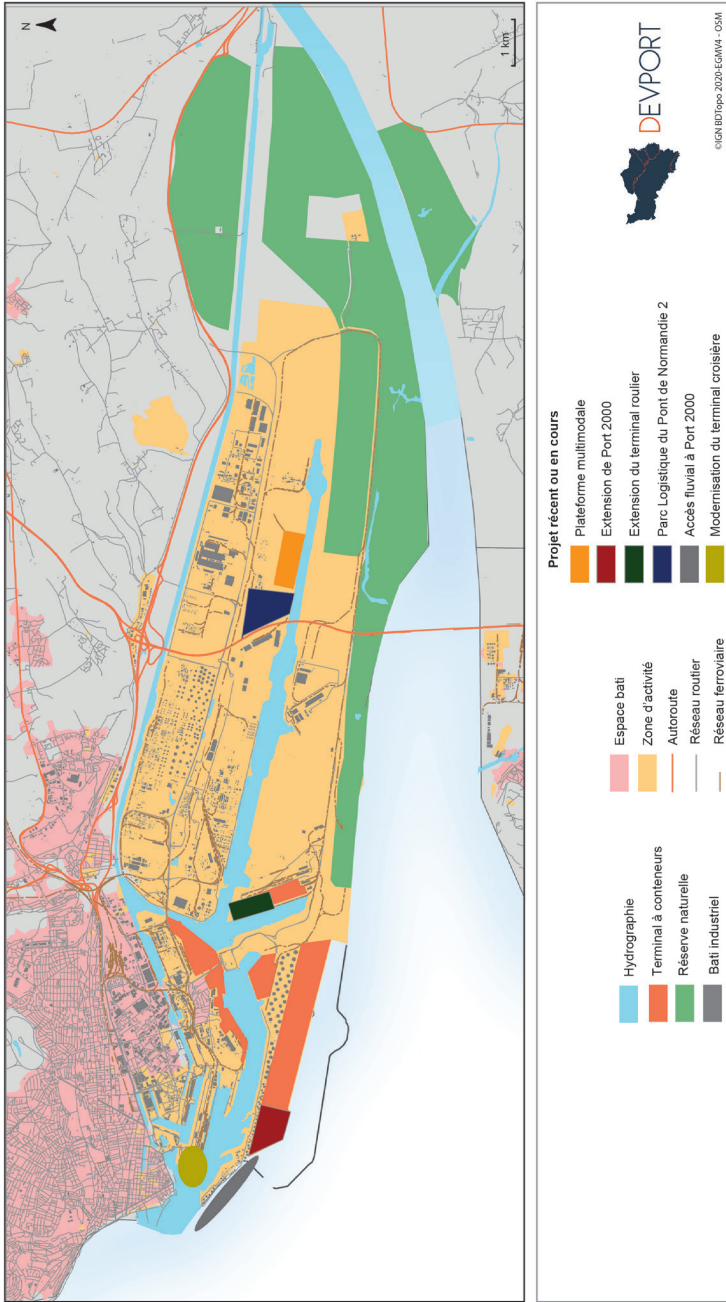 N
1 km
Hydrographie
Terminal à conteneurs
Réserve naturelle
Bati industriel
Espace bati
Zone d'activité
Autoroute
Réseau routier
Réseau ferroviaire
Projet récent ou en cours
Plateforme multimodale
Extension de Port 2000
Extension du terminal roulier
Parc Logistique du Pont de Normandie 2
Accès fluvial à Port 2000
Modernisation du terminal croisière
DEVPORT
©IGN BDTopo 2020-EGMV4 - OSM